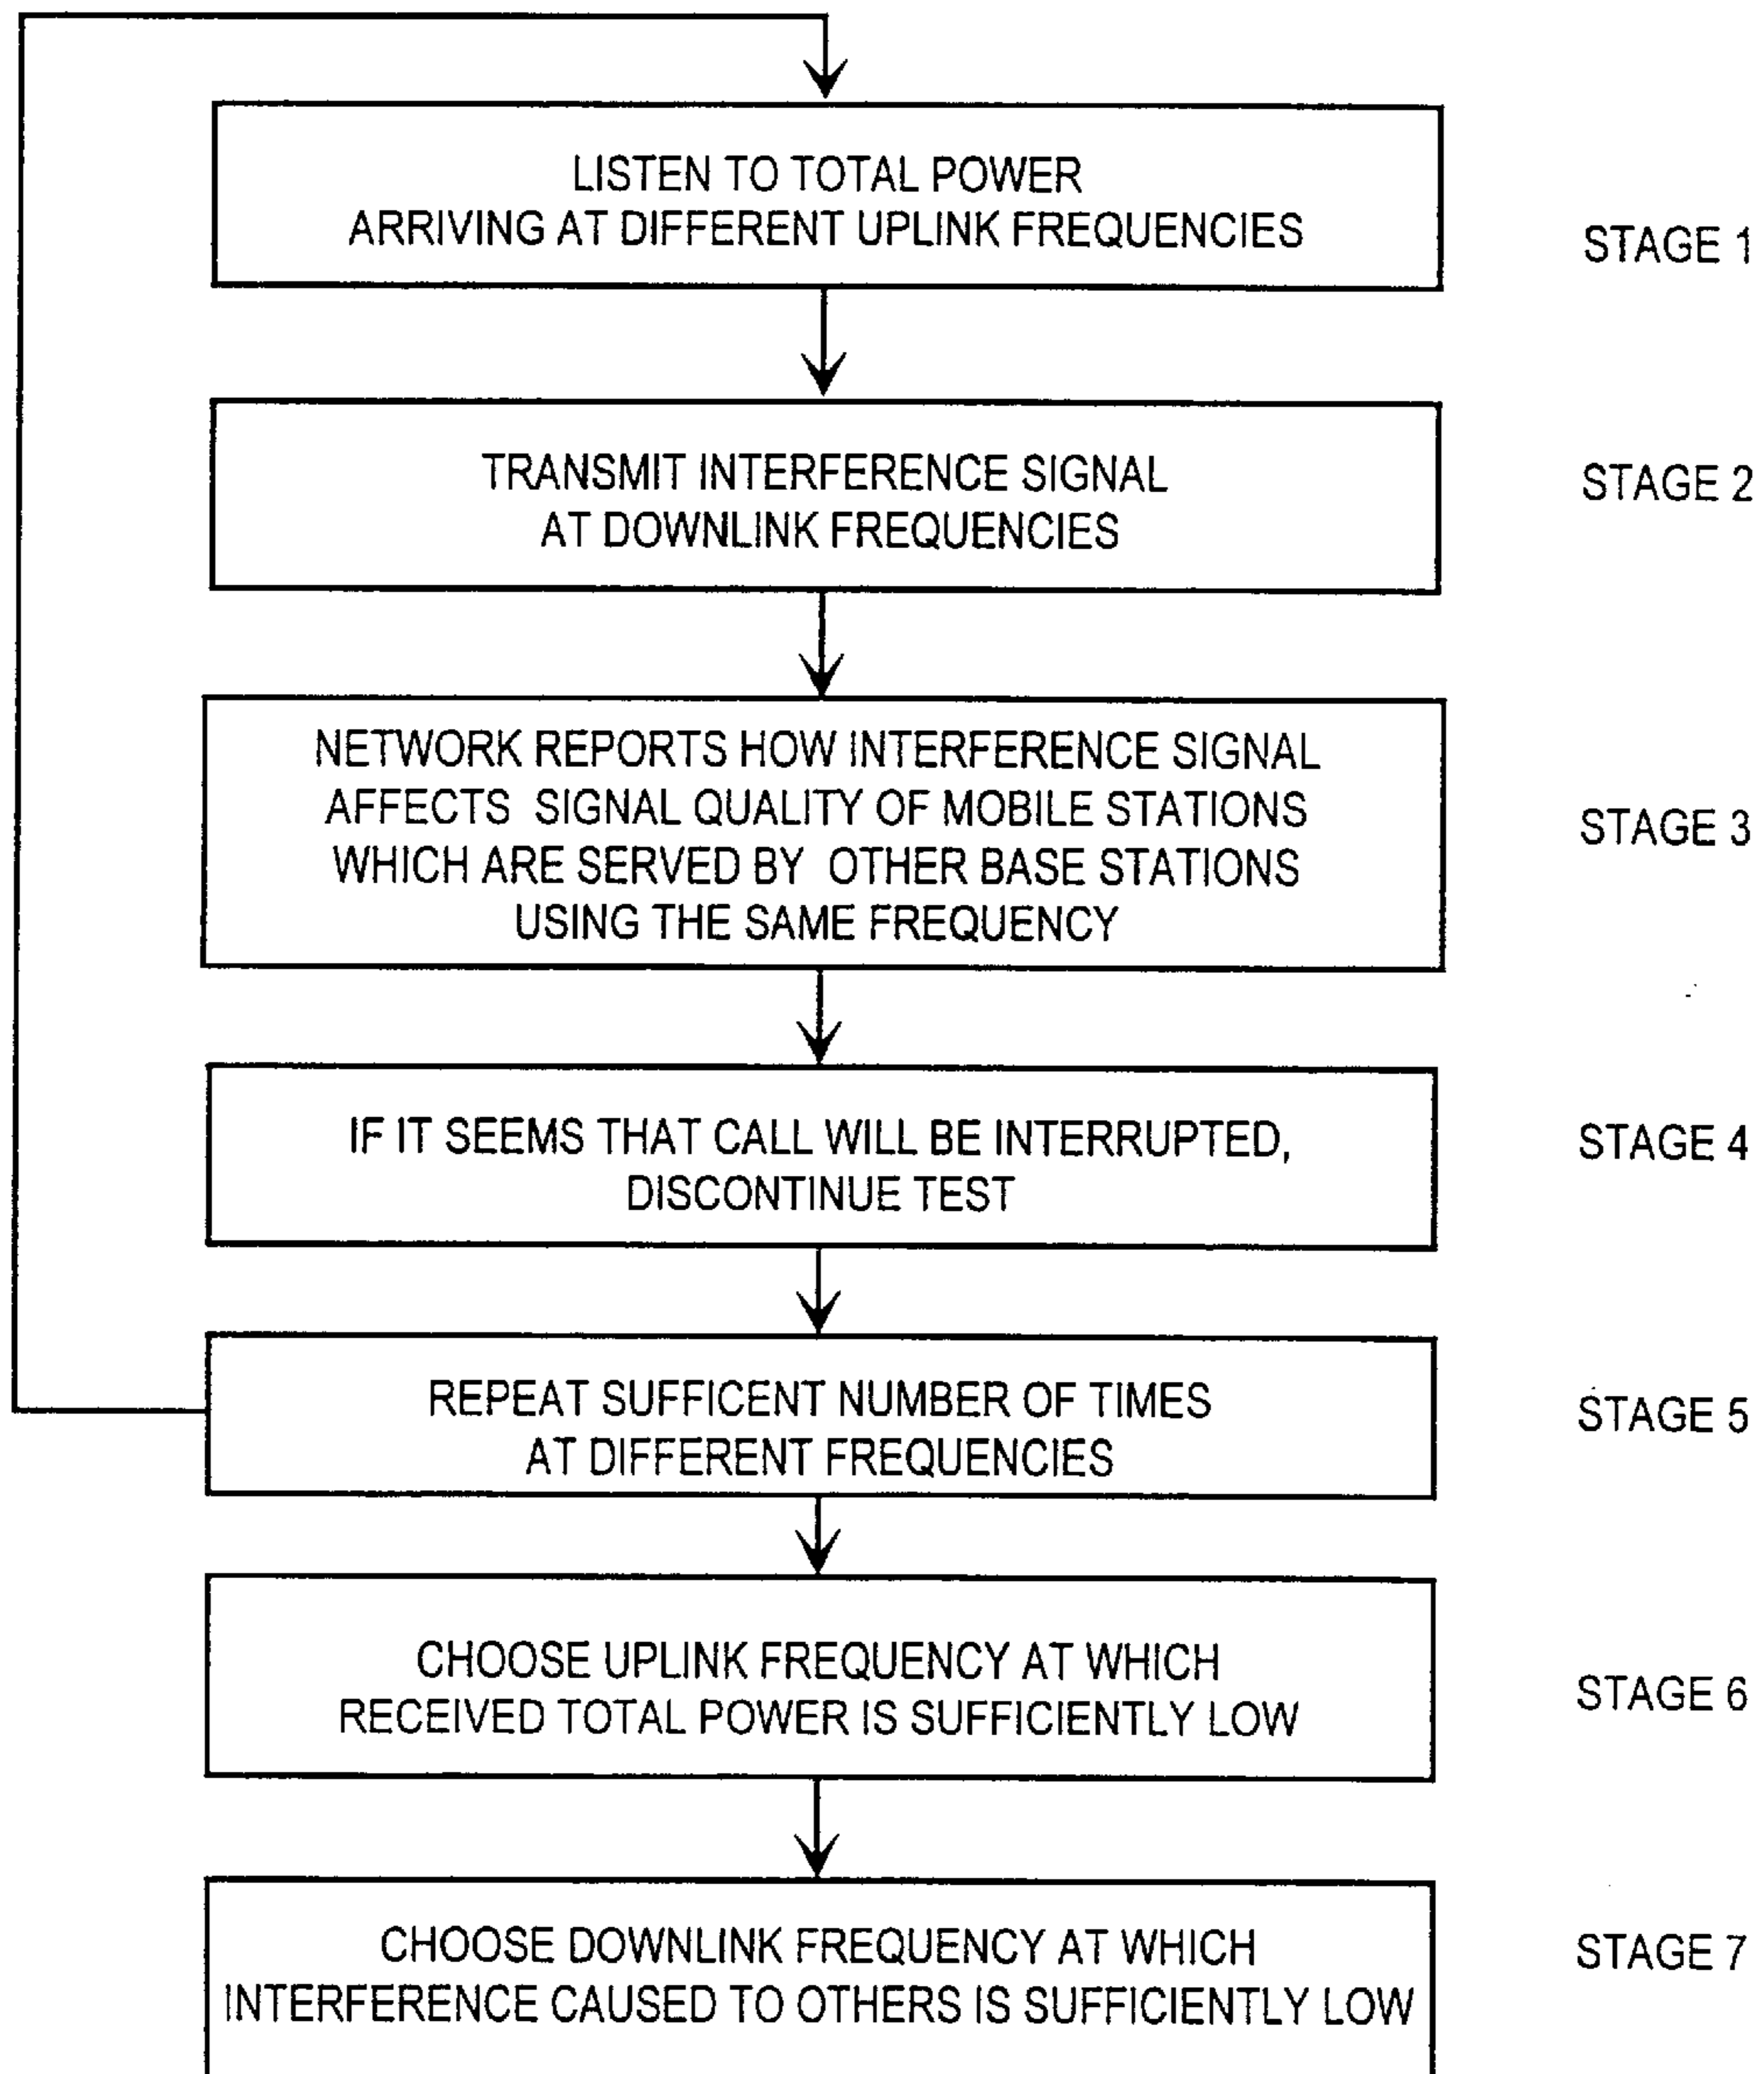 LISTEN TO TOTAL POWER
ARRIVING AT DIFFERENT UPLINK FREQUENCIES
STAGE 1
TRANSMIT INTERFERENCE SIGNAL
AT DOWNLINK FREQUENCIES
STAGE 2
NETWORK REPORTS HOW INTERFERENCE SIGNAL
AFFECTS SIGNAL QUALITY OF MOBILE STATIONS
WHICH ARE SERVED BY OTHER BASE STATIONS
USING THE SAME FREQUENCY
STAGE 3
IF IT SEEMS THAT CALL WILL BE INTERRUPTED,
DISCONTINUE TEST
STAGE 4
REPEAT SUFFICENT NUMBER OF TIMES
AT DIFFERENT FREQUENCIES
STAGE 5
CHOOSE UPLINK FREQUENCY AT WHICH
RECEIVED TOTAL POWER IS SUFFICIENTLY LOW
STAGE 6
CHOOSE DOWNLINK FREQUENCY AT WHICH
INTERFERENCE CAUSED TO OTHERS IS SUFFICIENTLY LOW
STAGE 7